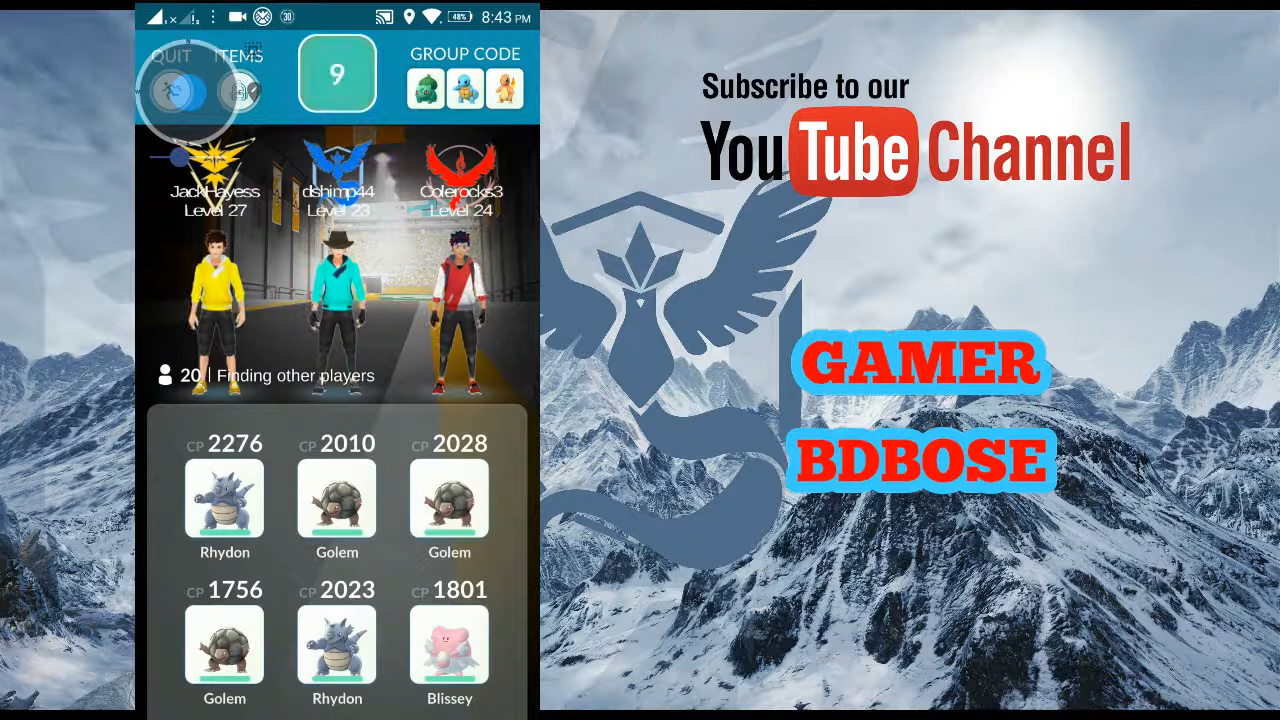 48% 8:43 PM
30
QUIT ITEMS 9 GROUP CODE
JackHayess dshimp44 Colerocks3
Level 27 Level 23 Level 24
20 | Finding other players
CP 2276 CP 2010 CP 2028
Rhydon Golem Golem
CP 1756 CP 2023 CP 1801
Golem Rhydon Blissey
Subscribe to our
YouTube Channel
GAMER
BDBOSE